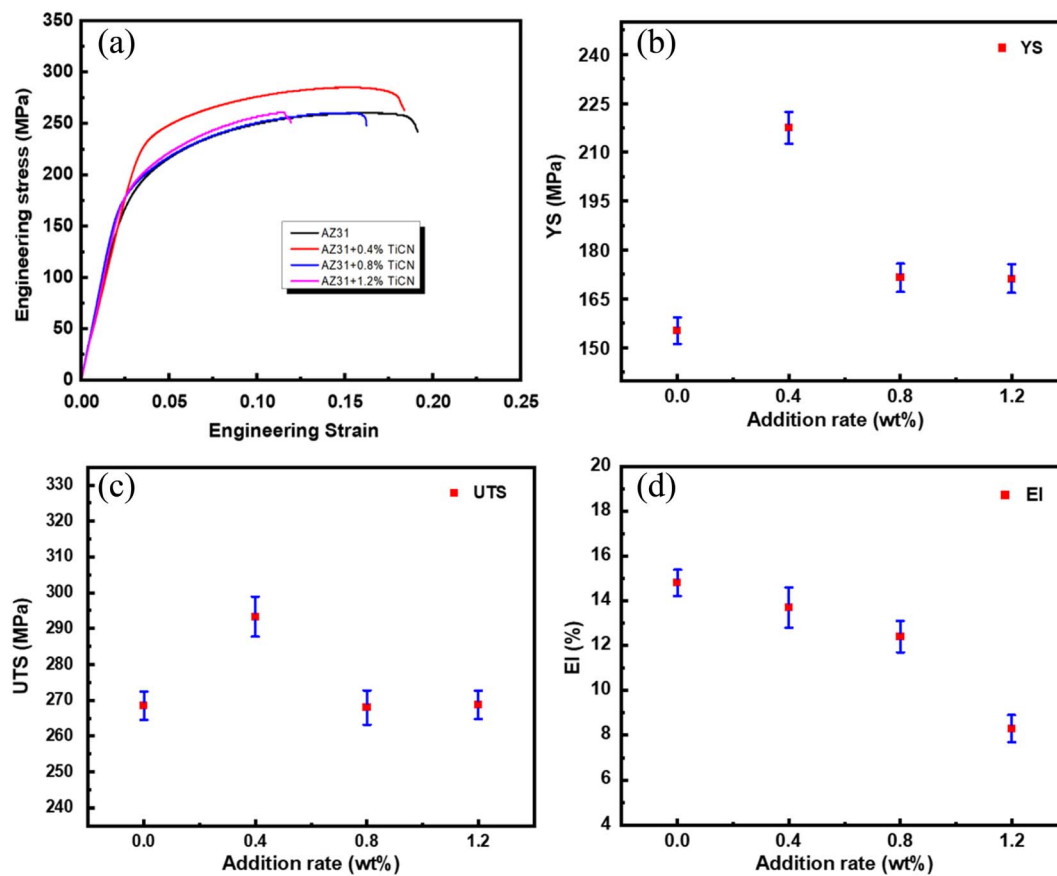 (a)
350
300
250
200
150
100
50
0
Engineering stress (MPa)
AZ31
AZ31+0.4% TiCN
AZ31+0.8% TiCN
AZ31+1.2% TiCN
0.00 0.05 0.10 0.15 0.20 0.25
Engineering Strain
(b)
YS
240
225
210
195
180
165
150
YS (MPa)
0.0 0.4 0.8 1.2
Addition rate (wt%)
(c)
UTS
330
320
310
300
290
280
270
260
250
240
UTS (MPa)
0.0 0.4 0.8 1.2
Addition rate (wt%)
(d)
EI
20
18
16
14
12
10
8
6
4
EI (%)
0.0 0.4 0.8 1.2
Addition rate (wt%)